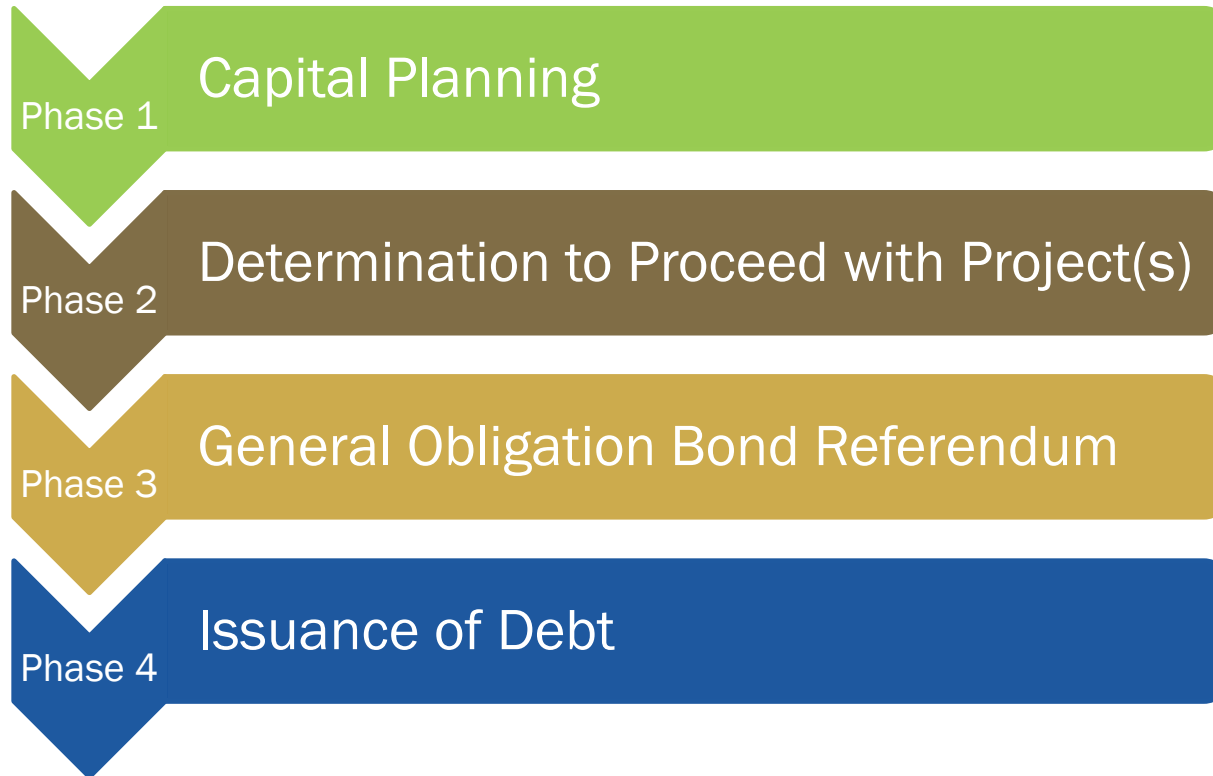 Phase 1
Capital Planning
Phase 2
Determination to Proceed with Project(s)
Phase 3
General Obligation Bond Referendum
Phase 4
Issuance of Debt